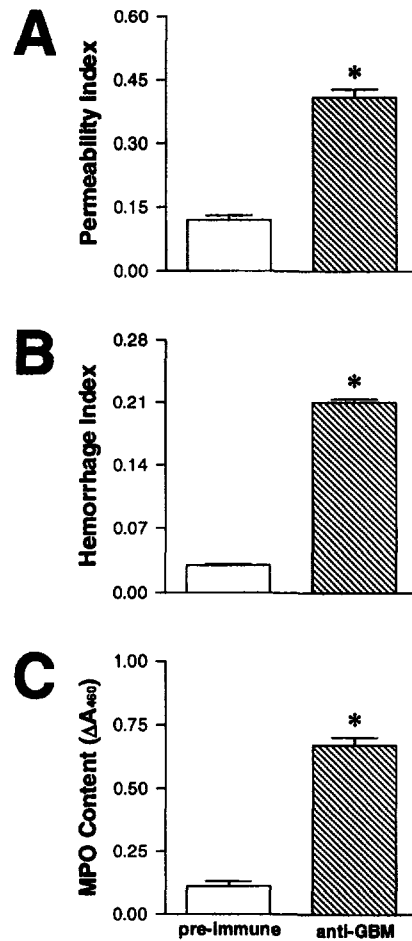 A
Permeability Index
0.60
0.45
0.30
0.15
0.00
*
B
Hemorrhage Index
0.28
0.21
0.14
0.07
0.00
*
C
MPO Content (ΔA₄₆₀)
1.00
0.75
0.50
0.25
0.00
*
pre-immune anti-GBM